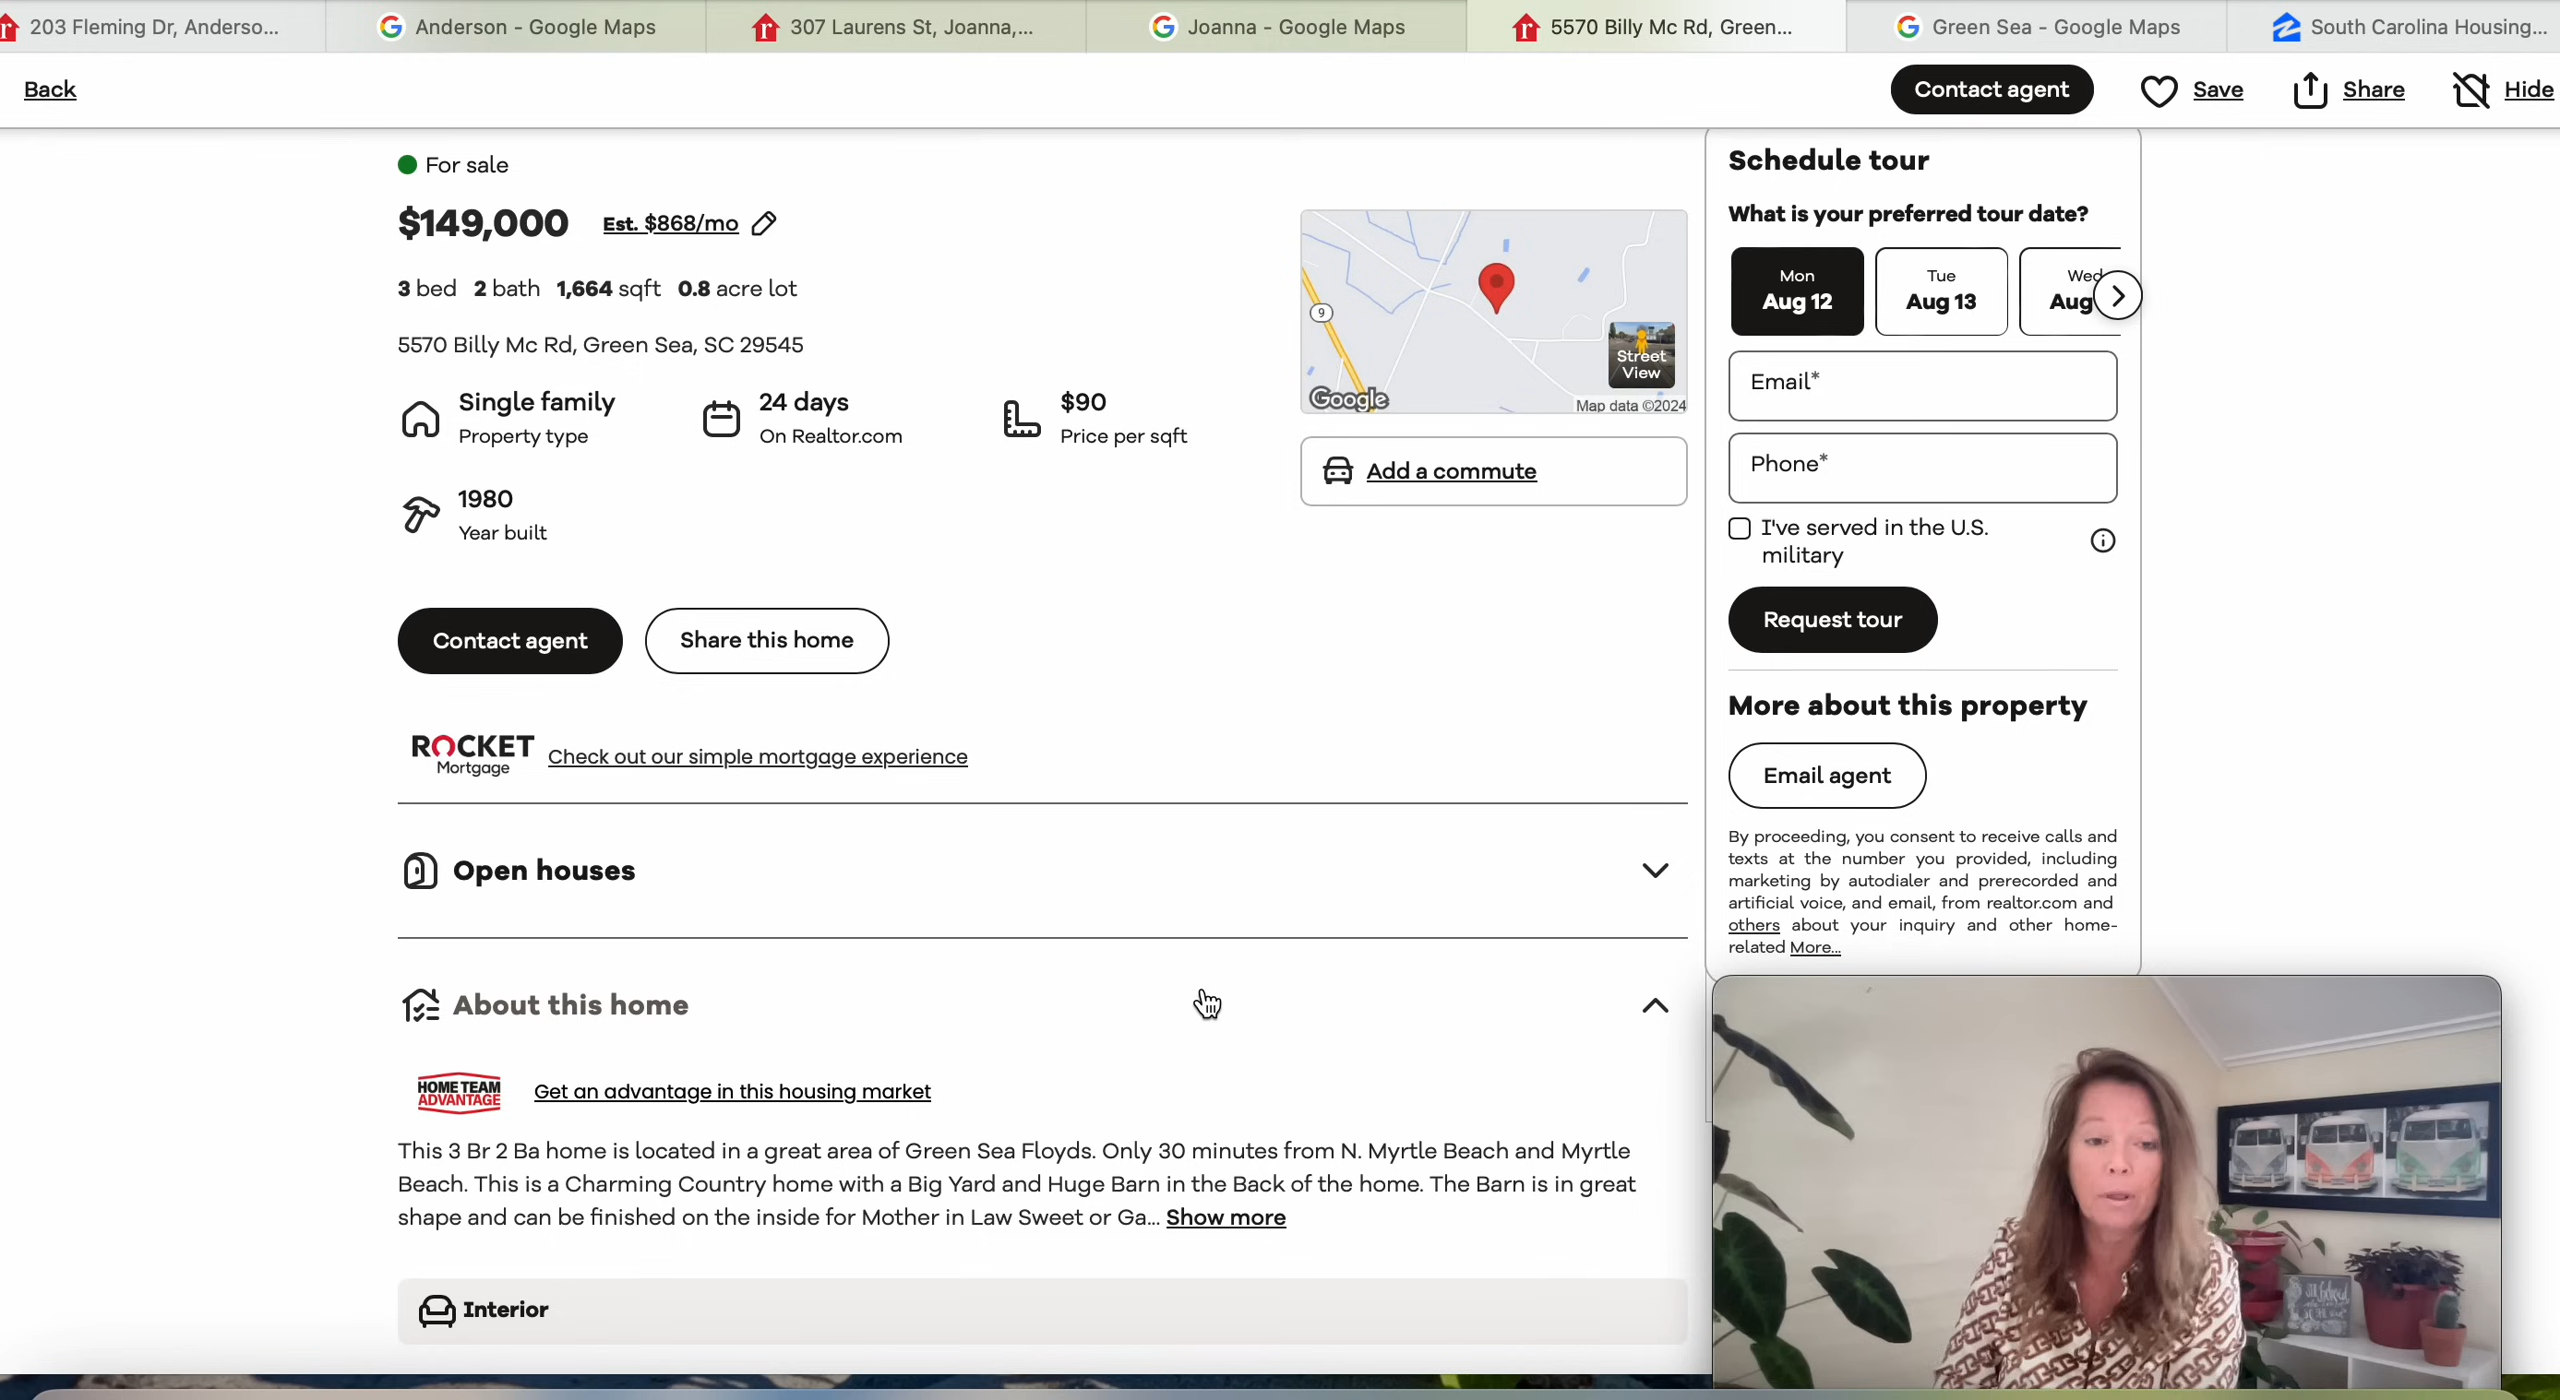 203 Fleming Dr, Anderso...
Anderson - Google Maps
307 Laurens St, Joanna,...
Joanna - Google Maps
5570 Billy Mc Rd, Green...
Green Sea - Google Maps
South Carolina Housing...
Back
Contact agent
Save
Share
Hide
For sale
$149,000
Est. $868/mo
3 bed 2 bath 1,664 sqft 0.8 acre lot
5570 Billy Mc Rd, Green Sea, SC 29545
Single family
Property type
24 days
On Realtor.com
$90
Price per sqft
1980
Year built
9
Street
View
Google
Map data ©2024
Add a commute
Contact agent
Share this home
ROCKET
Mortgage
Check out our simple mortgage experience
Open houses
About this home
HOME TEAM
ADVANTAGE
Get an advantage in this housing market
This 3 Br 2 Ba home is located in a great area of Green Sea Floyds. Only 30 minutes from N. Myrtle Beach and Myrtle
Beach. This is a Charming Country home with a Big Yard and Huge Barn in the Back of the home. The Barn is in great
shape and can be finished on the inside for Mother in Law Sweet or Ga... Show more
Interior
Schedule tour
What is your preferred tour date?
Mon
Aug 12
Tue
Aug 13
Wed
Aug
Email*
Phone*
I've served in the U.S.
military
Request tour
More about this property
Email agent
By proceeding, you consent to receive calls and
texts at the number you provided, including
marketing by autodialer and prerecorded and
artificial voice, and email, from realtor.com and
others about your inquiry and other home-
related More...